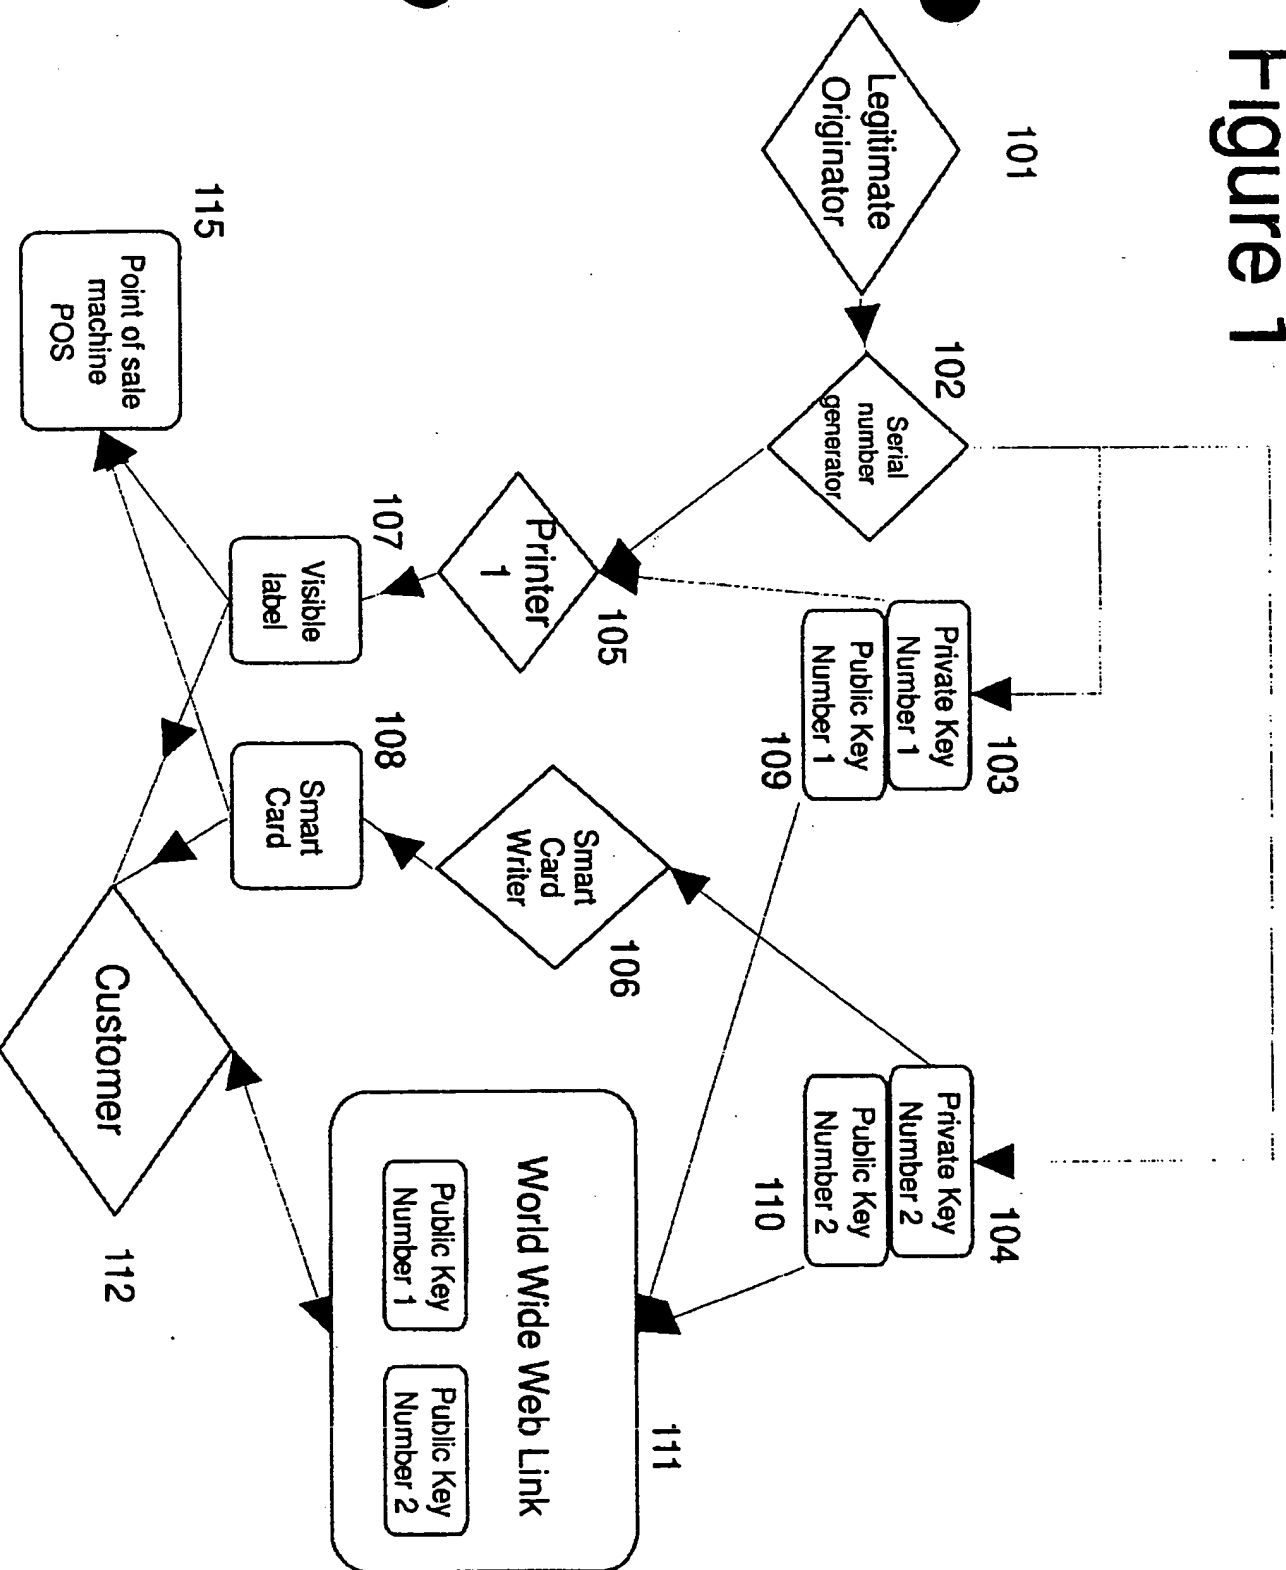 Figure 1
101
Legitimate
Originator
102
Serial
number
generator
103
Private Key
Number 1
Public Key
Number 1
109
104
Private Key
Number 2
Public Key
Number 2
110
105
Printer
1
106
Smart
Card
Writer
107
Visible
label
108
Smart
Card
111
World Wide Web Link
Public Key
Number 1
Public Key
Number 2
115
Point of sale
machine
POS
Customer
112